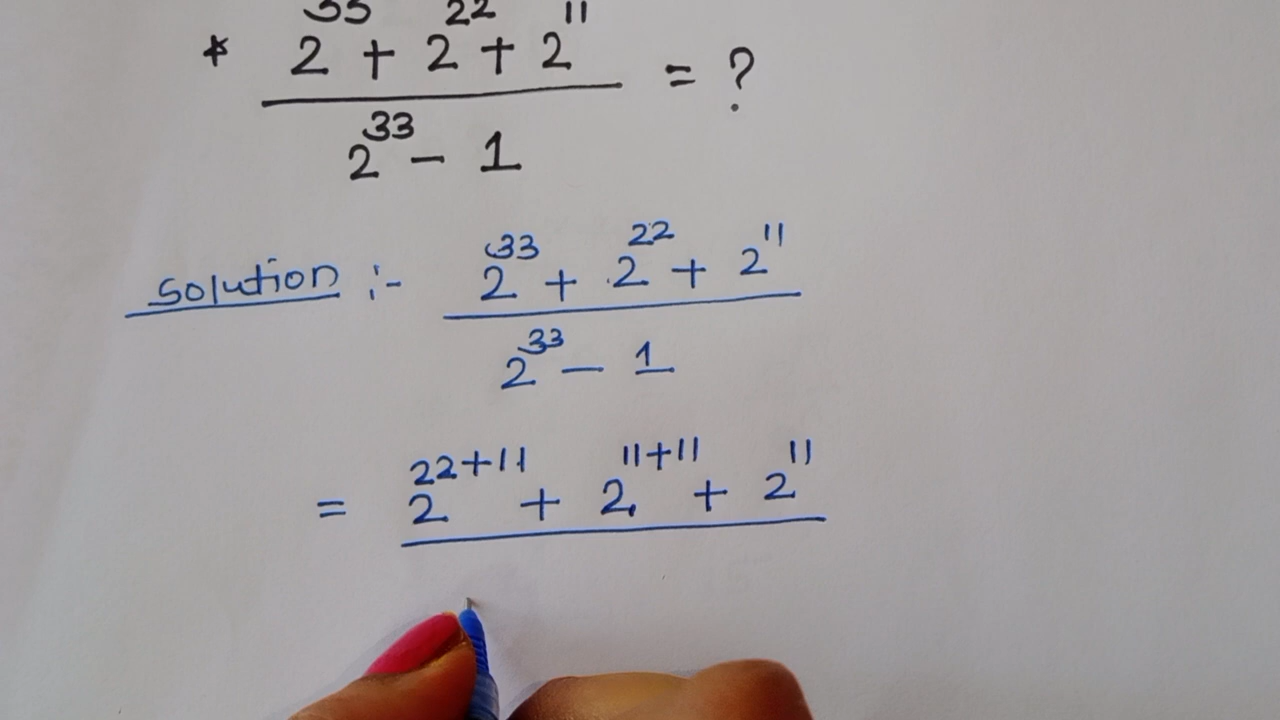 * 2^33 + 2^22 + 2^11 = ?
2^33 - 1
Solution :- 2^33 + 2^22 + 2^11
2^33 - 1
= 2^22+11 + 2^11+11 + 2^11